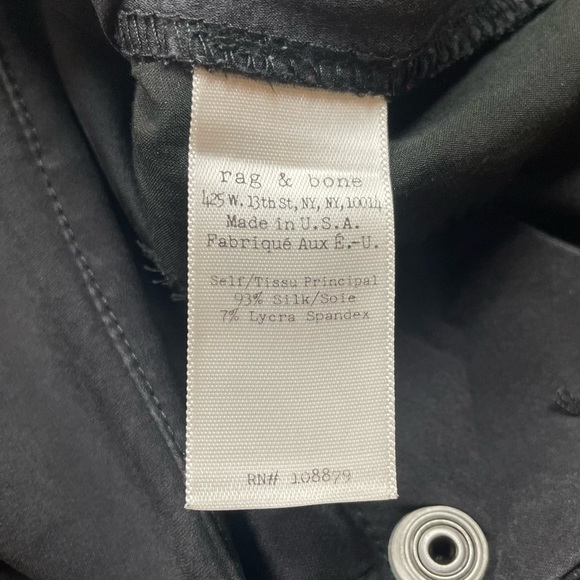 rag & bone
425 W. 13th St, NY, NY, 10014
Made in U.S.A.
Fabriqué Aux É.-U.
Self/Tissu Principal
93% Silk/Soie
7% Lycra Spandex
RN# 108879